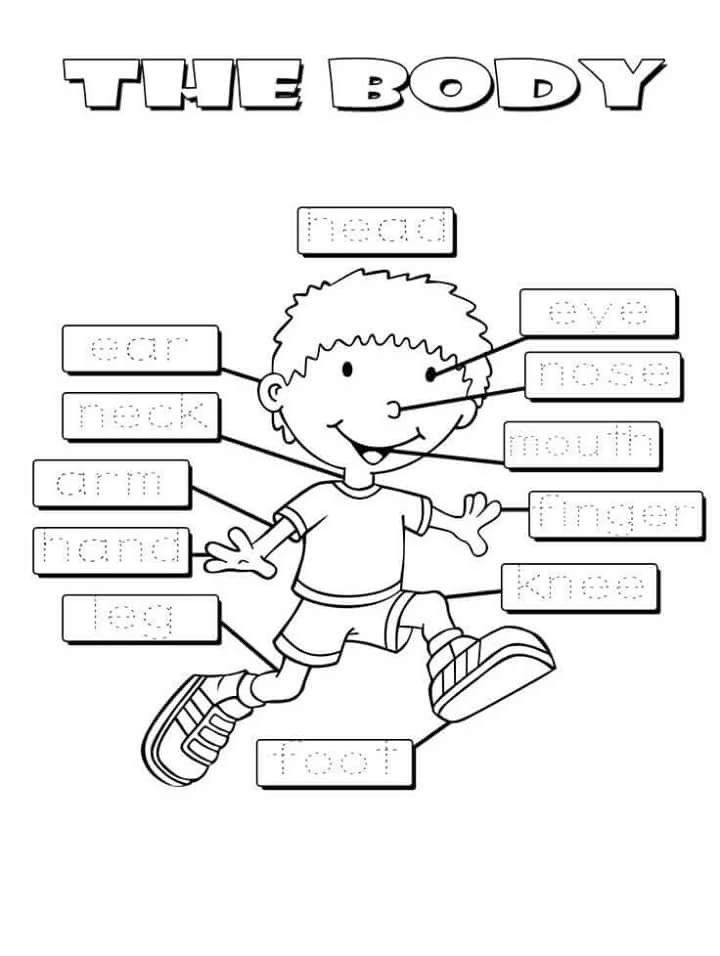 THE BODY
head
eye
ear
nose
neck
mouth
arm
finger
hand
knee
leg
foot